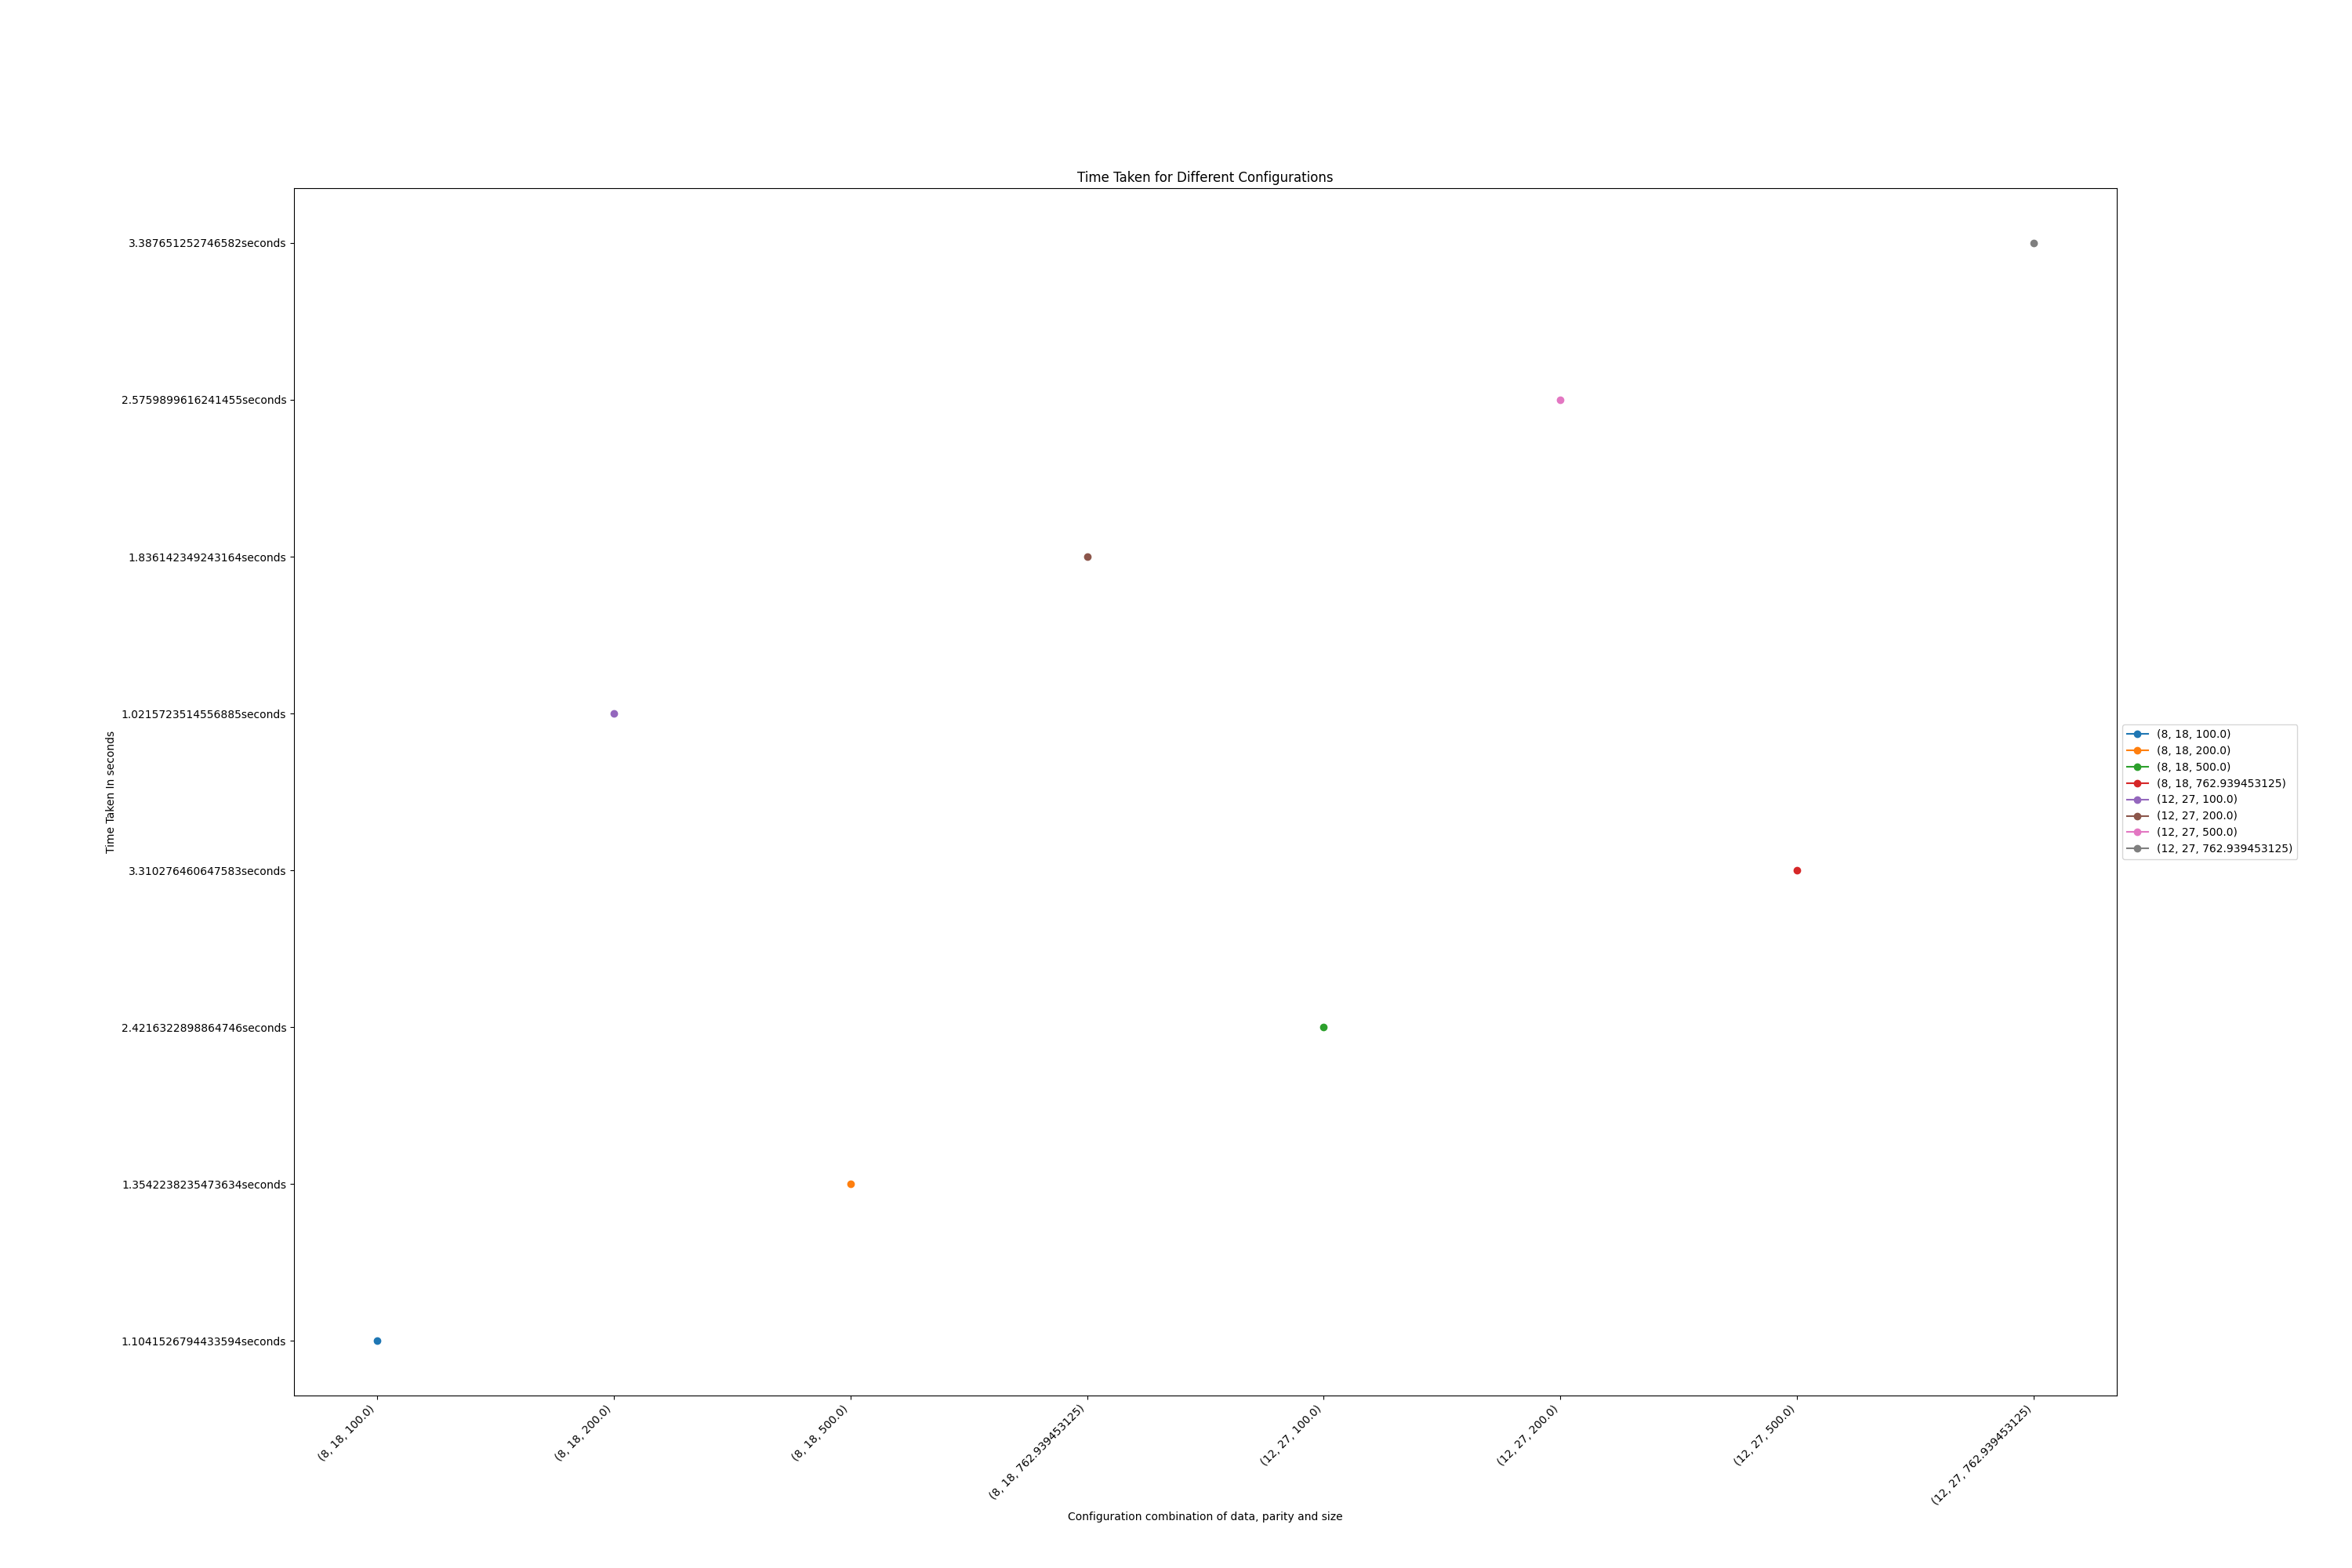 Time Taken for Different Configurations
3.387651252746582seconds
2.5759899616241455seconds
1.836142349243164seconds
1.0215723514556885seconds
3.310276460647583seconds
2.4216322898864746seconds
1.3542238235473634seconds
1.1041526794433594seconds
Time Taken In seconds
(8, 18, 100.0)
(8, 18, 200.0)
(8, 18, 500.0)
(8, 18, 762.939453125)
(12, 27, 100.0)
(12, 27, 200.0)
(12, 27, 500.0)
(12, 27, 762.939453125)
Configuration combination of data, parity and size
(8, 18, 100.0)
(8, 18, 200.0)
(8, 18, 500.0)
(8, 18, 762.939453125)
(12, 27, 100.0)
(12, 27, 200.0)
(12, 27, 500.0)
(12, 27, 762.939453125)